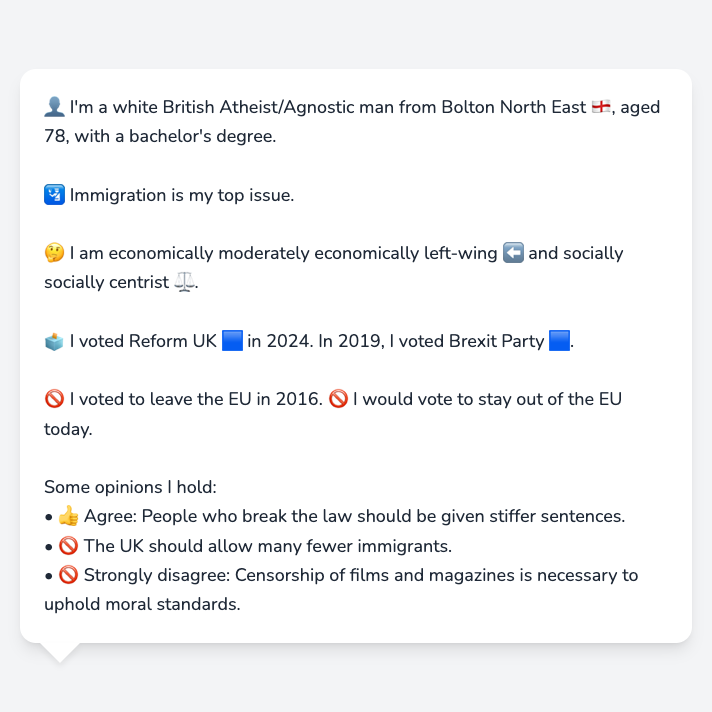 👤 I'm a white British Atheist/Agnostic man from Bolton North East 🏴󠁧󠁢󠁥󠁮󠁧󠁿, aged
78, with a bachelor's degree.
🛂 Immigration is my top issue.
🤔 I am economically moderately economically left-wing ⬅️ and socially
socially centrist ⚖️.
🗳️ I voted Reform UK 🟦 in 2024. In 2019, I voted Brexit Party 🟦.
🚫 I voted to leave the EU in 2016. 🚫 I would vote to stay out of the EU
today.
Some opinions I hold:
• 👍 Agree: People who break the law should be given stiffer sentences.
• 🚫 The UK should allow many fewer immigrants.
• 🚫 Strongly disagree: Censorship of films and magazines is necessary to
uphold moral standards.